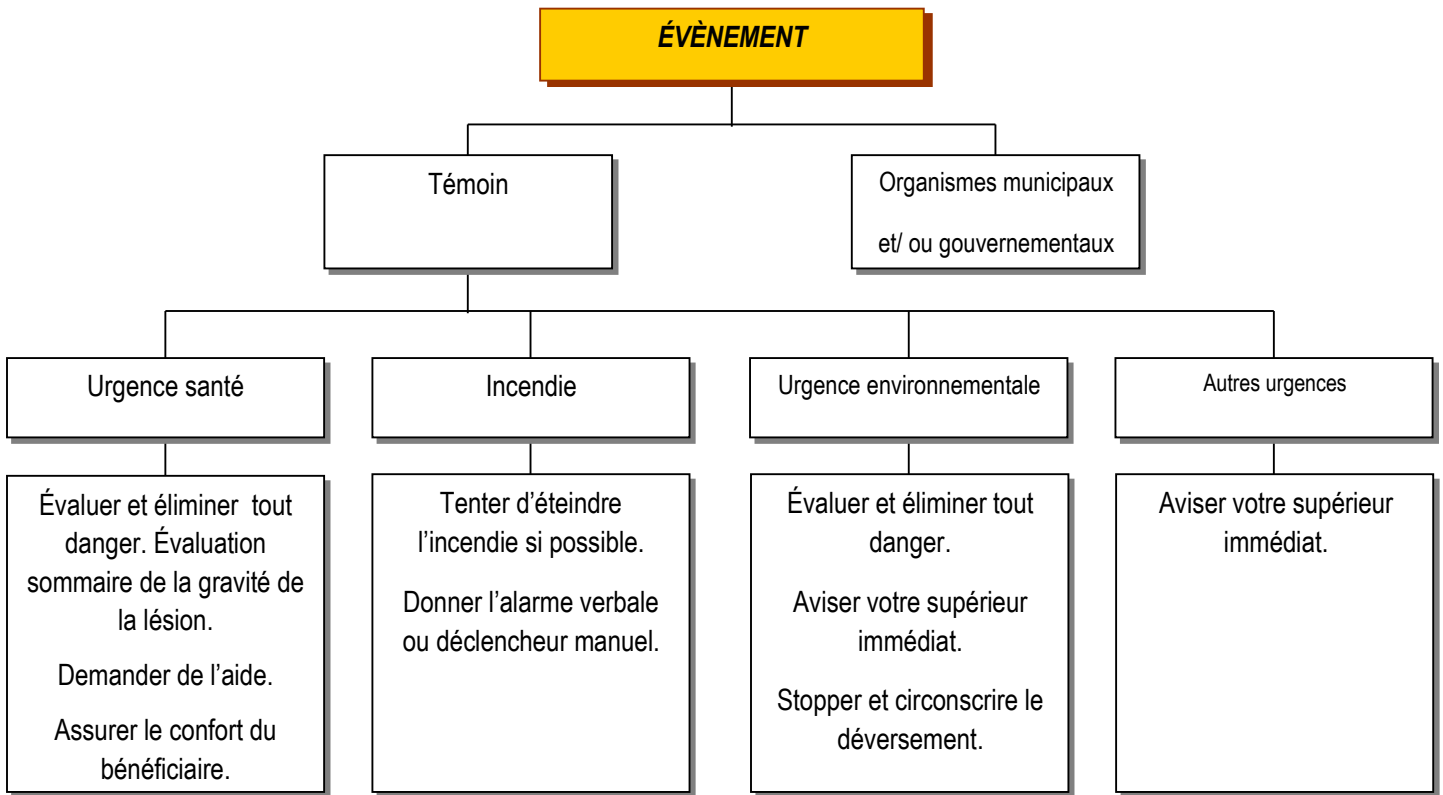 ÉVÈNEMENT
Témoin
Organismes municipaux
et/ ou gouvernementaux
Urgence santé
Incendie
Urgence environnementale
Autres urgences
Évaluer et éliminer tout
danger. Évaluation
sommaire de la gravité de
la lésion.
Demander de l’aide.
Assurer le confort du
bénéficiaire.
Tenter d’éteindre
l’incendie si possible.
Donner l’alarme verbale
ou déclencheur manuel.
Évaluer et éliminer tout
danger.
Aviser votre supérieur
immédiat.
Stopper et circonscrire le
déversement.
Aviser votre supérieur
immédiat.